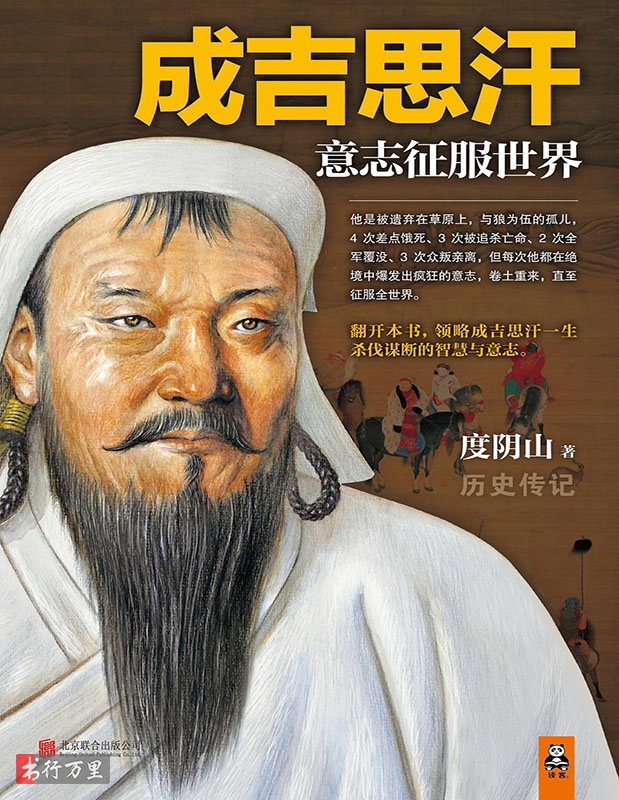 成吉思汗
意志征服世界
他是被遗弃在草原上，与狼为伍的孤儿，
4 次差点饿死、3 次被追杀亡命、2 次全
军覆没、3 次众叛亲离，但每次他都在绝
境中爆发出疯狂的意志，卷土重来，直至
征服全世界。
翻开本书，领略成吉思汗一生
杀伐谋断的智慧与意志。
度阴山 著
历史传记
北京联合出版公司
书行万里
读客